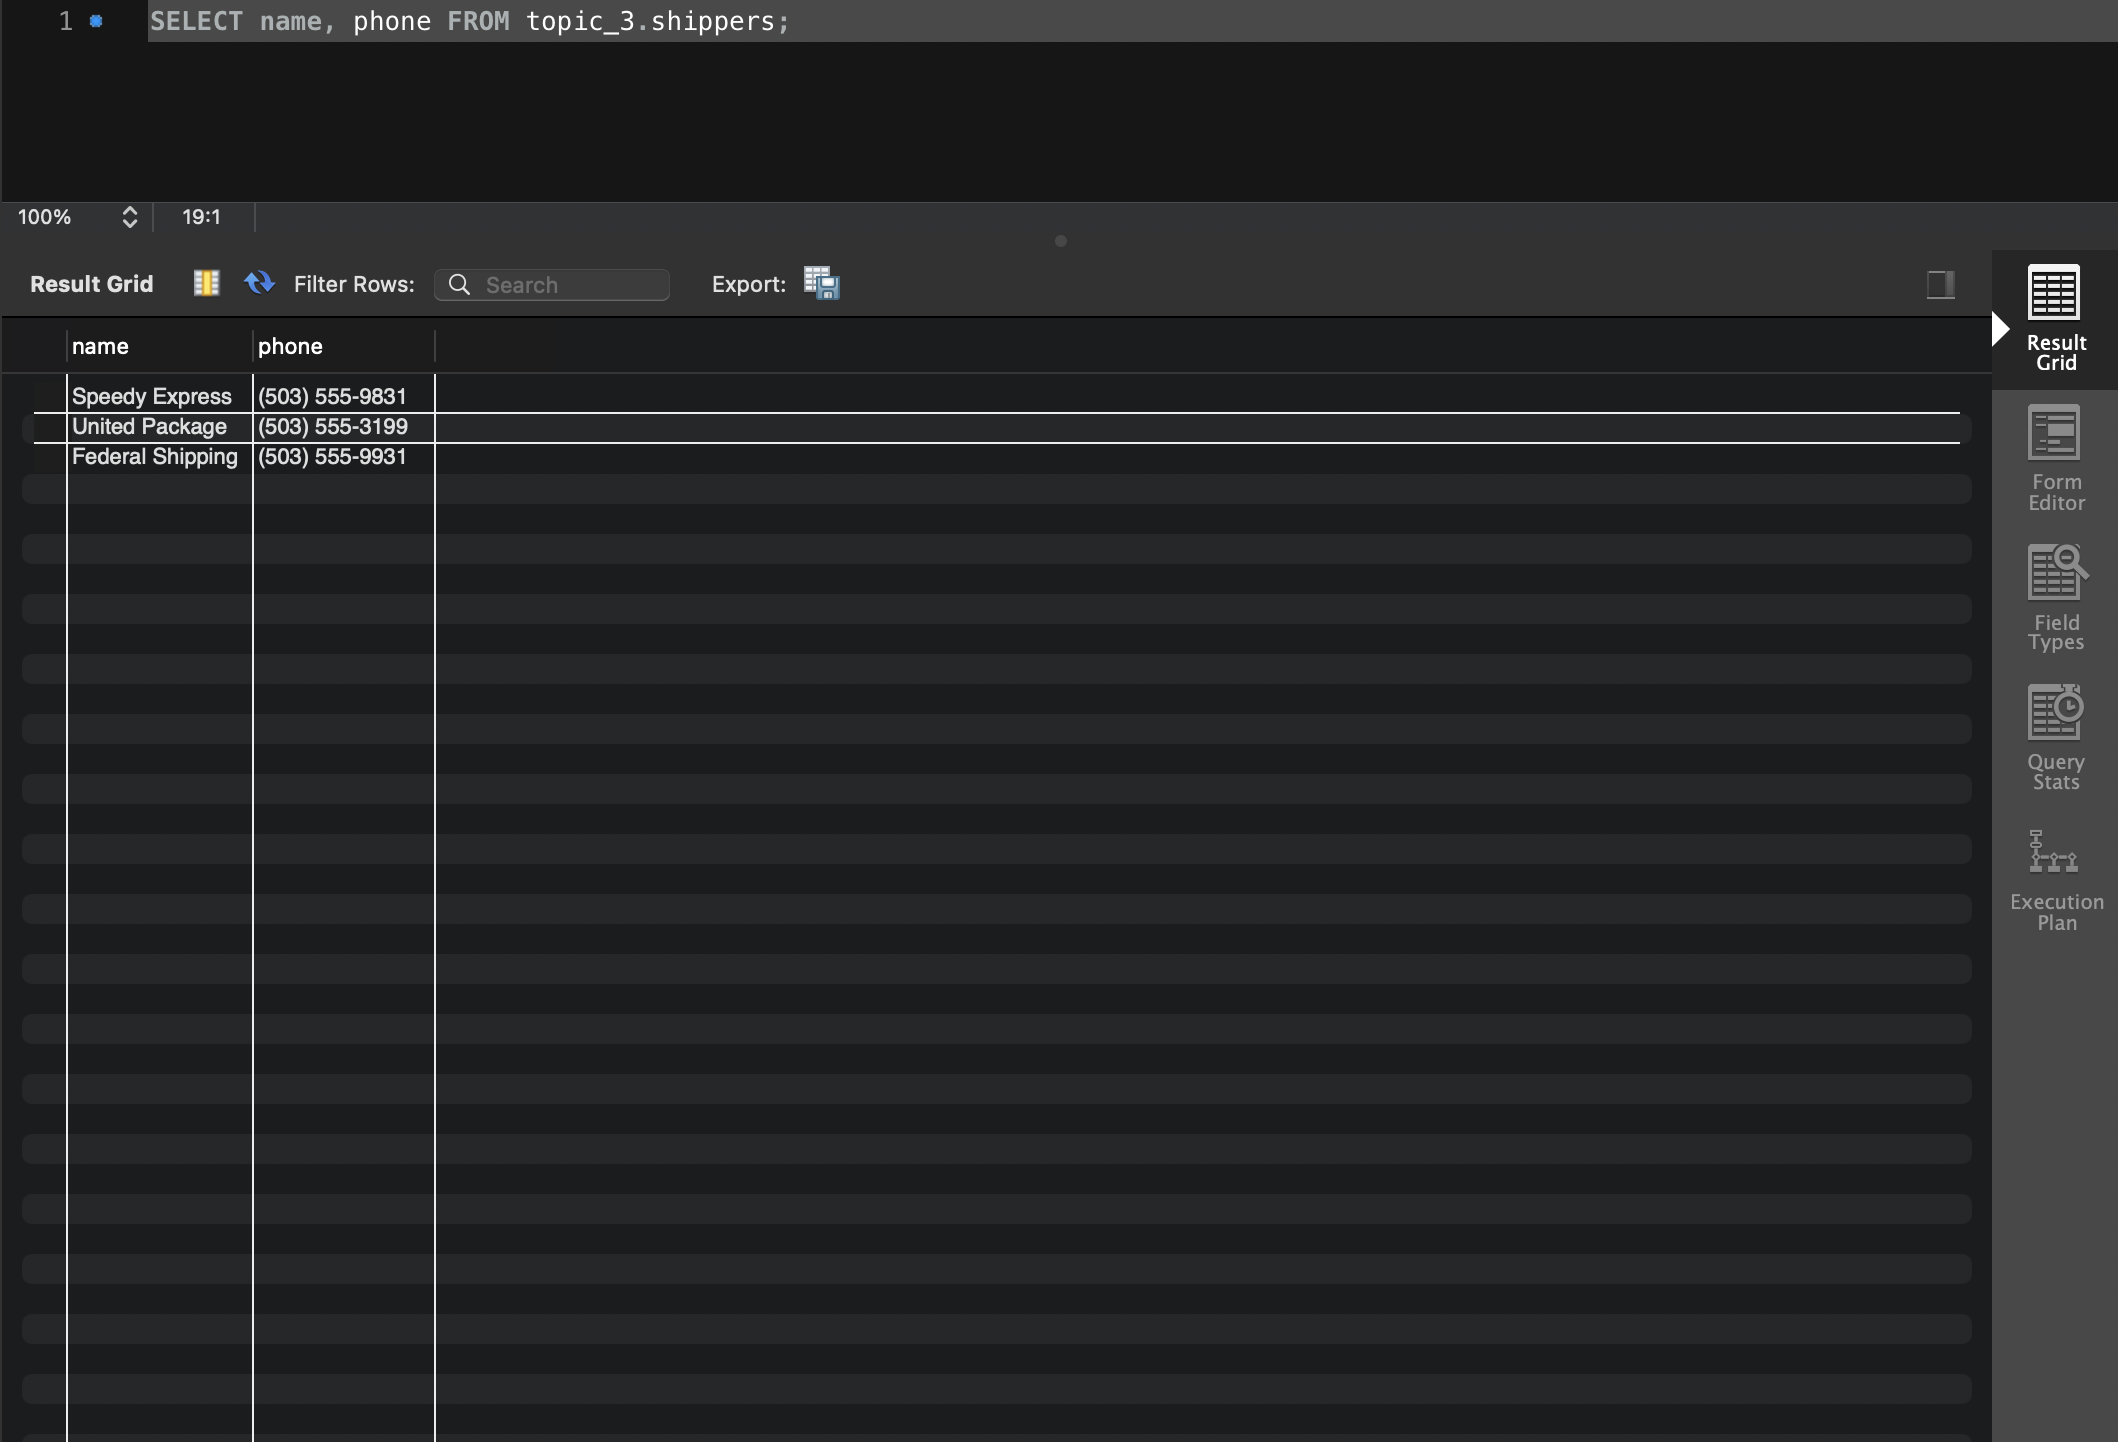 1 SELECT name, phone FROM topic_3.shippers;
100% 19:1
Result Grid Filter Rows: Search Export:
name phone
Speedy Express (503) 555-9831
United Package (503) 555-3199
Federal Shipping (503) 555-9931
Result
Grid
Form
Editor
Field
Types
Query
Stats
Execution
Plan